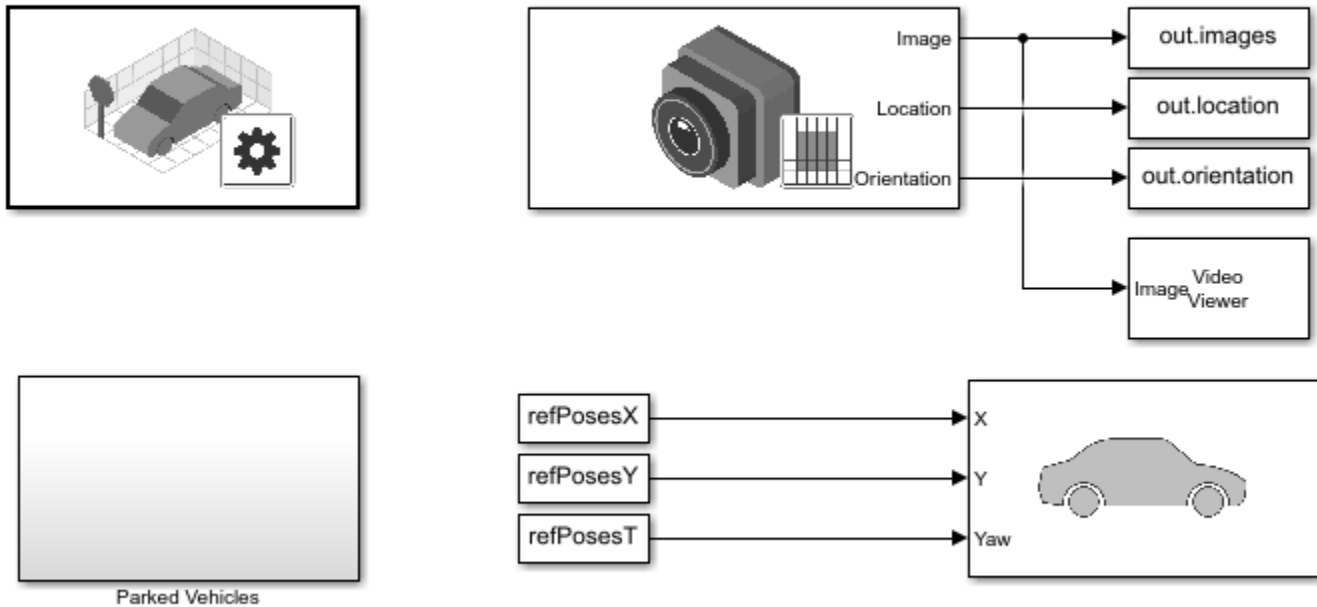 Image
Location
Orientation
out.images
out.location
out.orientation
Image
Video
Viewer
refPosesX
refPosesY
refPosesT
X
Y
Yaw
Parked Vehicles